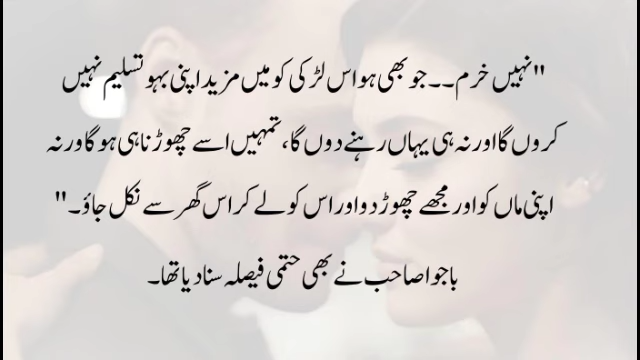 "نہیں خرم۔۔ جو بھی ہو اس لڑکی کو میں مزید اپنی بہو تسلیم نہیں
کروں گا اور نہ ہی یہاں رہنے دوں گا، تمہیں اسے چھوڑنا ہی ہو گا ورنہ
اپنی ماں کو اور مجھے چھوڑ دو اور اس کو لے کر اس گھر سے نکل جاؤ۔"
باجوا صاحب نے بھی حتمی فیصلہ سنا دیا تھا۔